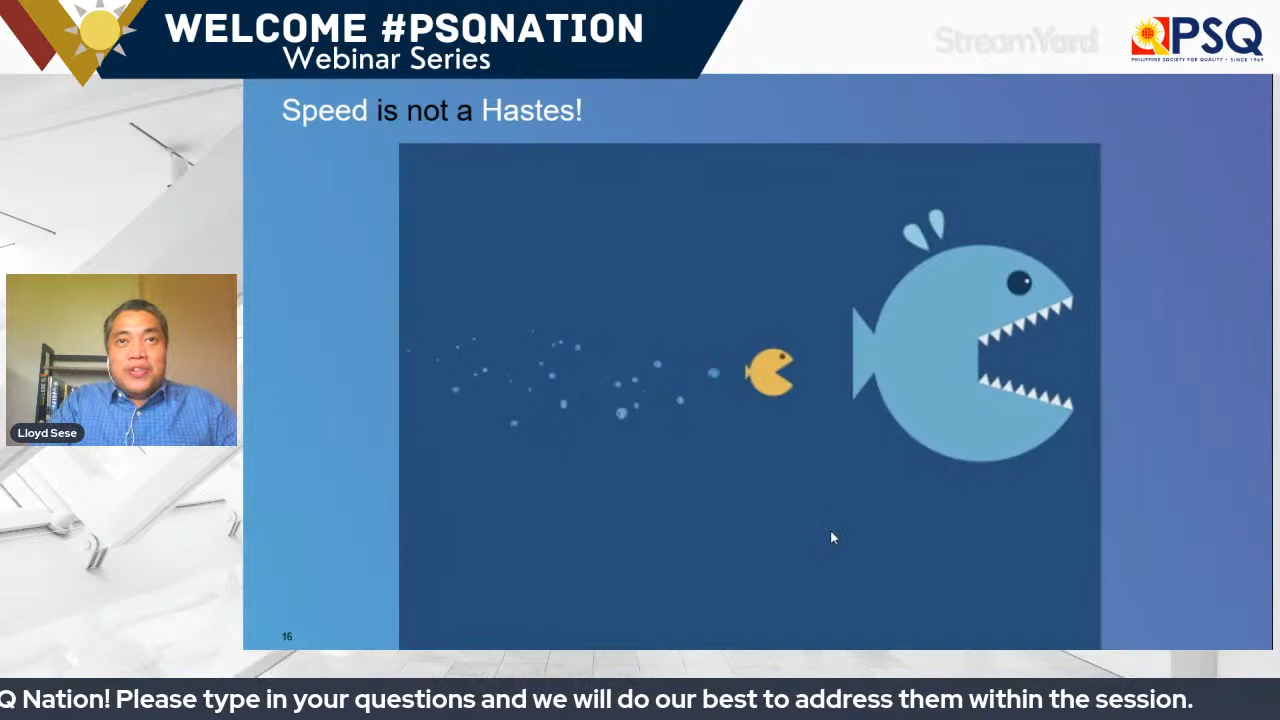 WELCOME #PSQNATION
Webinar Series
StreamYard
PSQ
PHILIPPINE SOCIETY FOR QUALITY • SINCE 1969
Speed is not a Hastes!
Lloyd Sese
16
Q Nation! Please type in your questions and we will do our best to address them within the session.